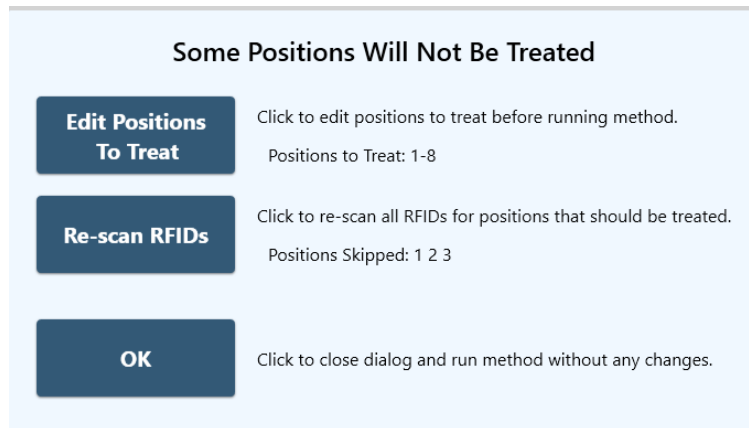 Some Positions Will Not Be Treated
Edit Positions
To Treat
Click to edit positions to treat before running method.
Positions to Treat: 1-8
Re-scan RFIDs
Click to re-scan all RFIDs for positions that should be treated.
Positions Skipped: 1 2 3
OK
Click to close dialog and run method without any changes.